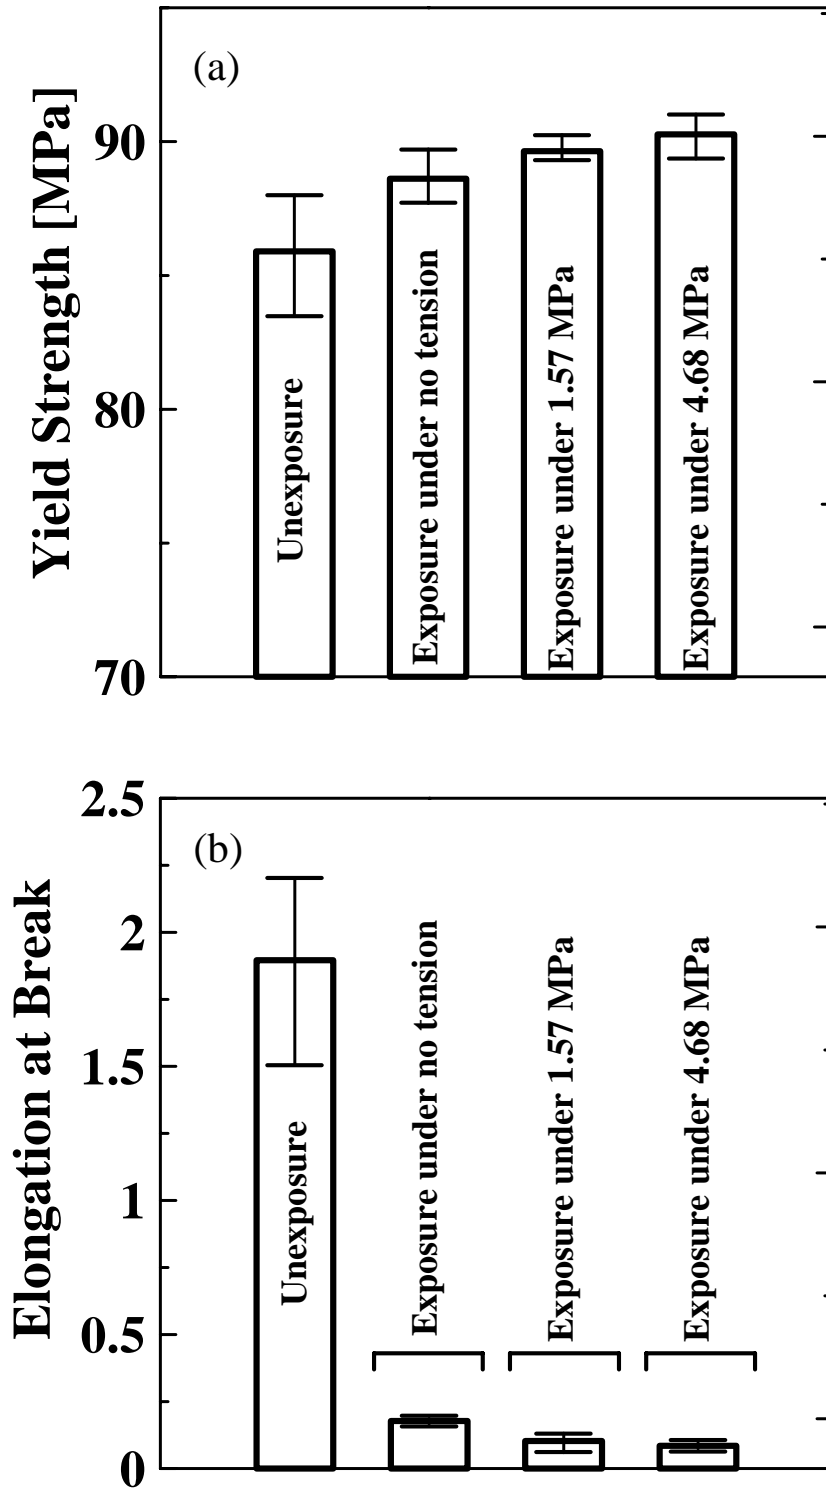 (a)
Yield Strength [MPa]
90
80
70
Unexposure
Exposure under no tension
Exposure under 1.57 MPa
Exposure under 4.68 MPa
(b)
Elongation at Break
2.5
2
1.5
1
0.5
0
Unexposure
Exposure under no tension
Exposure under 1.57 MPa
Exposure under 4.68 MPa